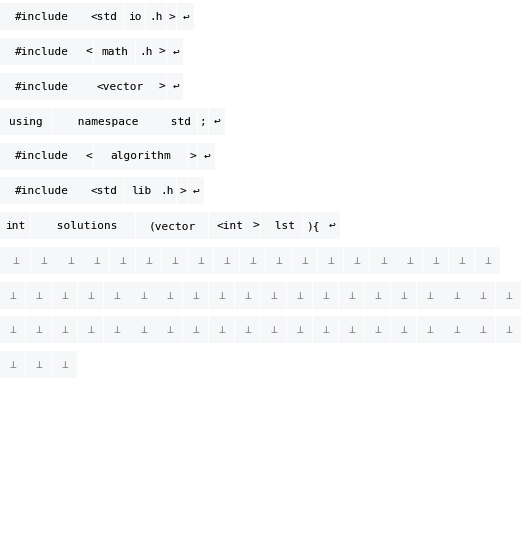 #include <std io .h > ↩
#include < math .h > ↩
#include <vector > ↩
using namespace std ; ↩
#include < algorithm > ↩
#include <std lib .h > ↩
int solutions (vector <int > lst ){ ↩
⊥ ⊥ ⊥ ⊥ ⊥ ⊥ ⊥ ⊥ ⊥ ⊥ ⊥ ⊥ ⊥ ⊥ ⊥ ⊥ ⊥ ⊥ ⊥
⊥ ⊥ ⊥ ⊥ ⊥ ⊥ ⊥ ⊥ ⊥ ⊥ ⊥ ⊥ ⊥ ⊥ ⊥ ⊥ ⊥ ⊥ ⊥ ⊥
⊥ ⊥ ⊥ ⊥ ⊥ ⊥ ⊥ ⊥ ⊥ ⊥ ⊥ ⊥ ⊥ ⊥ ⊥ ⊥ ⊥ ⊥ ⊥ ⊥
⊥ ⊥ ⊥